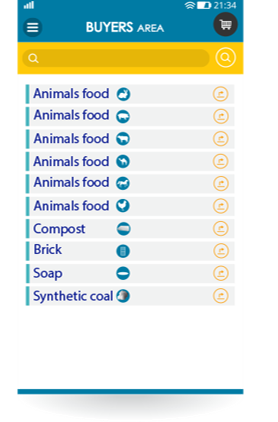 21:34
BUYERS AREA
Animals food
Animals food
Animals food
Animals food
Animals food
Animals food
Compost
Brick
Soap
Synthetic coal